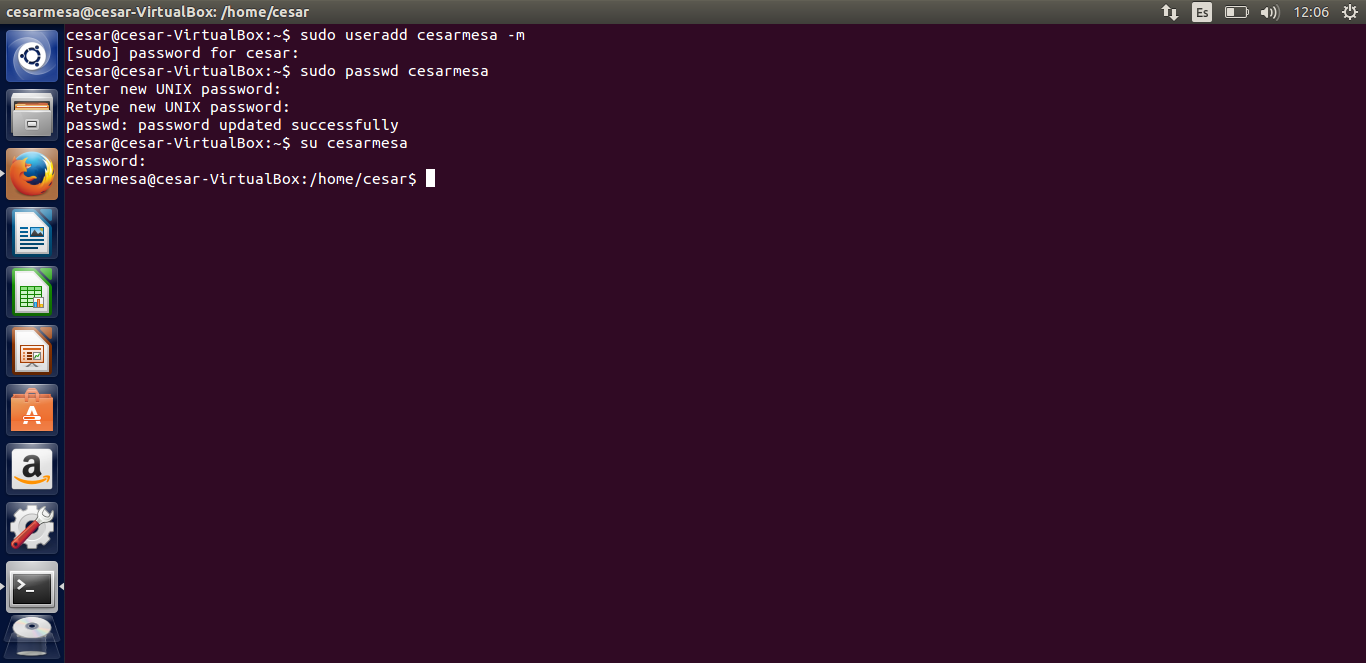 cesarmesa@cesar-VirtualBox: /home/cesar
Es
12:06
cesar@cesar-VirtualBox:~$ sudo useradd cesarmesa -m
[sudo] password for cesar:
cesar@cesar-VirtualBox:~$ sudo passwd cesarmesa
Enter new UNIX password:
Retype new UNIX password:
passwd: password updated successfully
cesar@cesar-VirtualBox:~$ su cesarmesa
Password:
cesarmesa@cesar-VirtualBox:/home/cesar$
A
a
>_